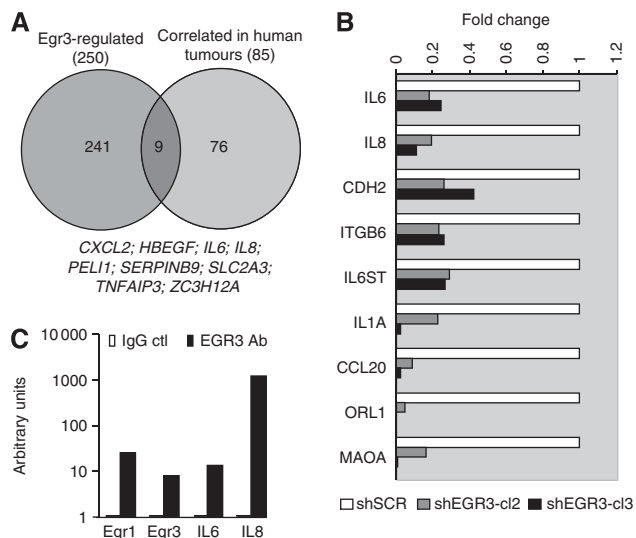 A
Egr3-regulated
(250)
Correlated in human
tumours (85)
241
9
76
CXCL2; HBEGF; IL6; IL8;
PELI1; SERPINB9; SLC2A3;
TNFAIP3; ZC3H12A
B
Fold change
0
0.2
0.4
0.6
0.8
1
1.2
IL6
IL8
CDH2
ITGB6
IL6ST
IL1A
CCL20
ORL1
MAOA
shSCR
shEGR3-cl2
shEGR3-cl3
C
Arbitrary units
10 000
1000
100
10
1
IgG ctl
EGR3 Ab
Egr1
Egr3
IL6
IL8